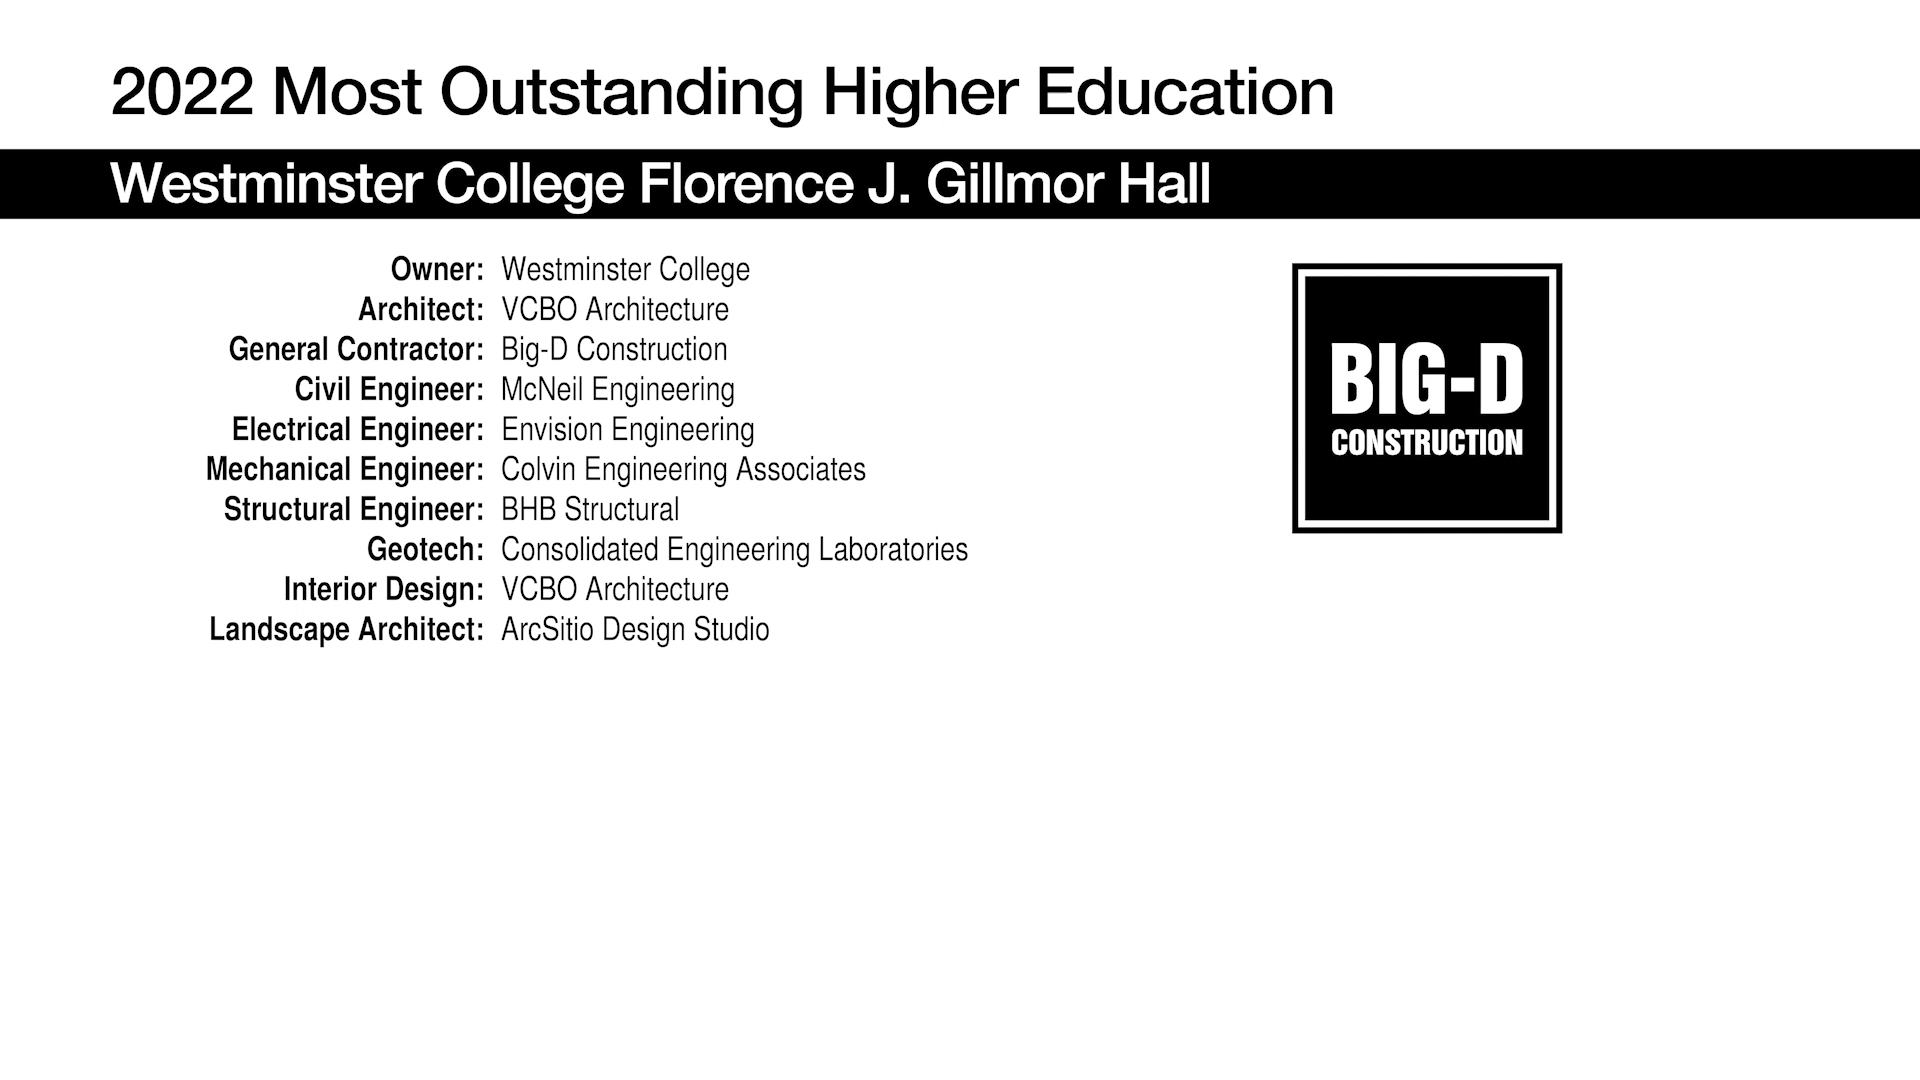 2022 Most Outstanding Higher Education
Westminster College Florence J. Gillmor Hall
Owner: Westminster College
Architect: VCBO Architecture
General Contractor: Big-D Construction
Civil Engineer: McNeil Engineering
Electrical Engineer: Envision Engineering
Mechanical Engineer: Colvin Engineering Associates
Structural Engineer: BHB Structural
Geotech: Consolidated Engineering Laboratories
Interior Design: VCBO Architecture
Landscape Architect: ArcSitio Design Studio
BIG-D
CONSTRUCTION